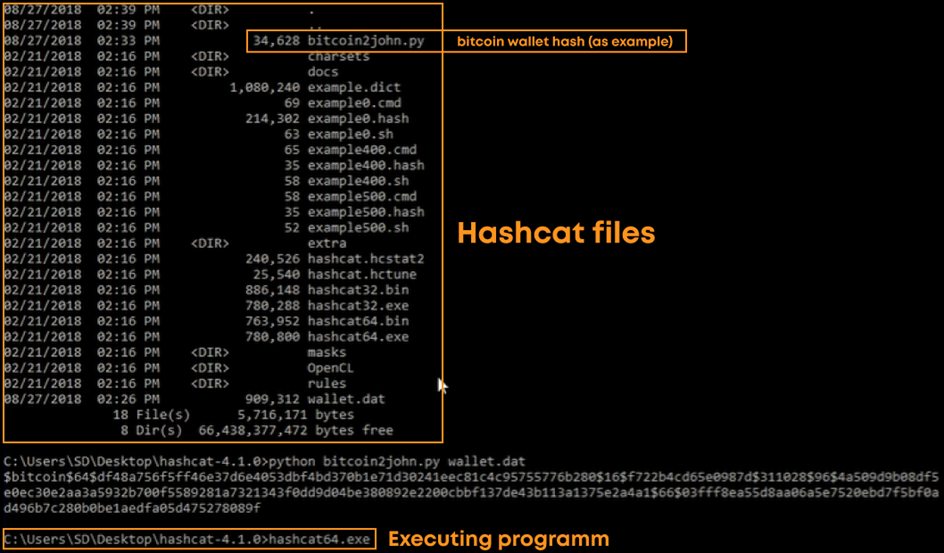 08/27/2018 02:39 PM <DIR> .
08/27/2018 02:39 PM <DIR> ..
08/27/2018 02:33 PM 34,628 bitcoin2john.py bitcoin wallet hash (as example)
02/21/2018 02:16 PM <DIR> charsets
02/21/2018 02:16 PM <DIR> docs
02/21/2018 02:16 PM 1,080,240 example.dict
02/21/2018 02:16 PM 69 example0.cmd
02/21/2018 02:16 PM 214,302 example0.hash
02/21/2018 02:16 PM 63 example0.sh
02/21/2018 02:16 PM 65 example400.cmd
02/21/2018 02:16 PM 35 example400.hash
02/21/2018 02:16 PM 58 example400.sh
02/21/2018 02:16 PM 58 example500.cmd
02/21/2018 02:16 PM 35 example500.hash
02/21/2018 02:16 PM 52 example500.sh
Hashcat files
02/21/2018 02:16 PM <DIR> extra
02/21/2018 02:16 PM 240,526 hashcat.hcstat2
02/21/2018 02:16 PM 25,540 hashcat.hctune
02/21/2018 02:16 PM 886,148 hashcat32.bin
02/21/2018 02:16 PM 780,288 hashcat32.exe
02/21/2018 02:16 PM 763,952 hashcat64.bin
02/21/2018 02:16 PM 780,800 hashcat64.exe
02/21/2018 02:16 PM <DIR> masks
02/21/2018 02:16 PM <DIR> OpenCL
02/21/2018 02:16 PM <DIR> rules
08/27/2018 02:26 PM 909,312 wallet.dat
18 File(s) 5,716,171 bytes
8 Dir(s) 66,438,377,472 bytes free
C:\Users\SD\Desktop\hashcat-4.1.0>python bitcoin2john.py wallet.dat
$bitcoin$64$df48a756f5ff46e37d6e4053dbf4bd370b1e71d30241eec81c4c95755776b280$16$f722b4cd65e0987d$311028$96$4a509d9b08df5
e0ec30e2aa3a5932b700f5589281a7321343f0dd9d04be380892e2200cbbf137de43b113a1375e2a4a1$66$03fff8ea55d8aa06a5e7520ebd7f5bf0a
d496b7c280b0be1aedfa05d475278089f
C:\Users\SD\Desktop\hashcat-4.1.0>hashcat64.exe Executing programm